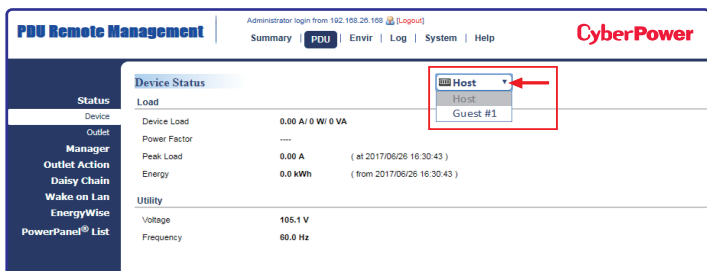 Administrator login from 192.168.26.168 [Logout]
PDU Remote Management
Summary | PDU | Envir | Log | System | Help
CyberPower
Device Status
Host
Host
Guest #1
Status
Device
Outlet
Manager
Outlet Action
Daisy Chain
Wake on Lan
EnergyWise
PowerPanel® List
Load
Device Load 0.00 A/ 0 W/ 0 VA
Power Factor ----
Peak Load 0.00 A ( at 2017/06/26 16:30:43 )
Energy 0.0 kWh ( from 2017/06/26 16:30:43 )
Utility
Voltage 105.1 V
Frequency 60.0 Hz